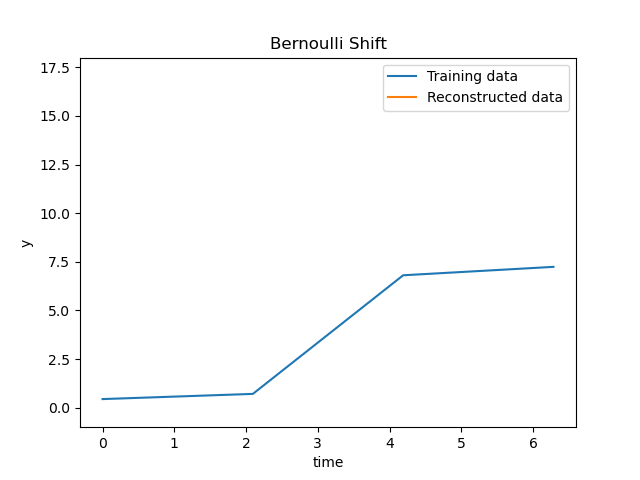 Bernoulli Shift
17.5
15.0
12.5
10.0
7.5
5.0
2.5
0.0
y
Training data
Reconstructed data
0 1 2 3 4 5 6
time